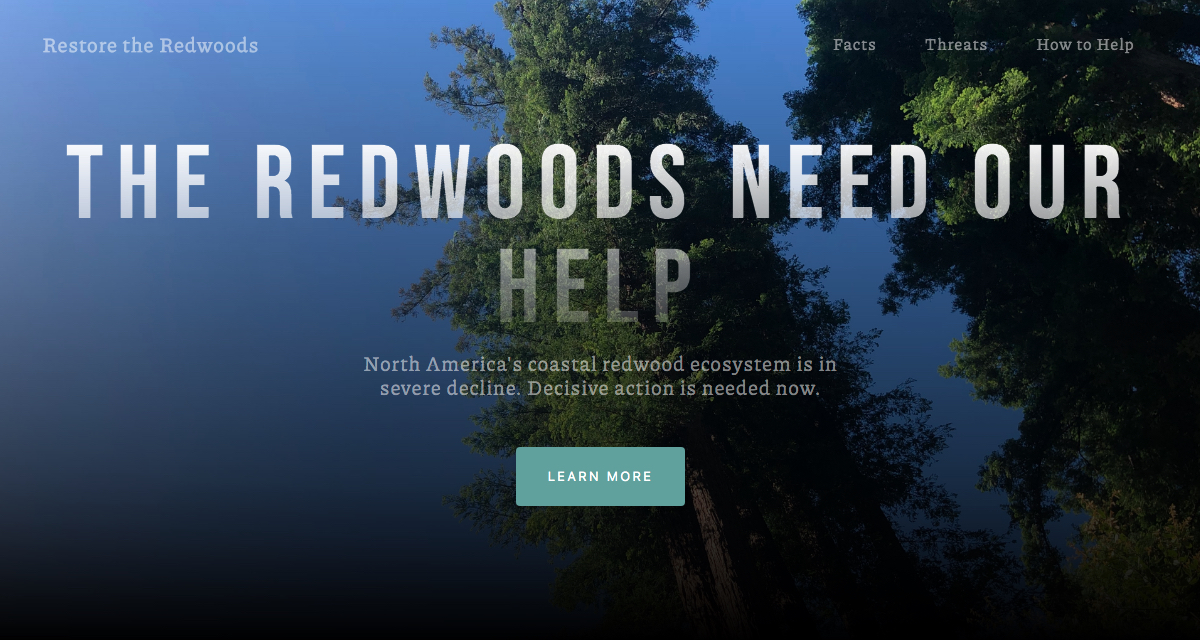 Restore the Redwoods
Facts
Threats
How to Help
THE REDWOODS NEED OUR
HELP
North America's coastal redwood ecosystem is in
severe decline. Decisive action is needed now.
LEARN MORE